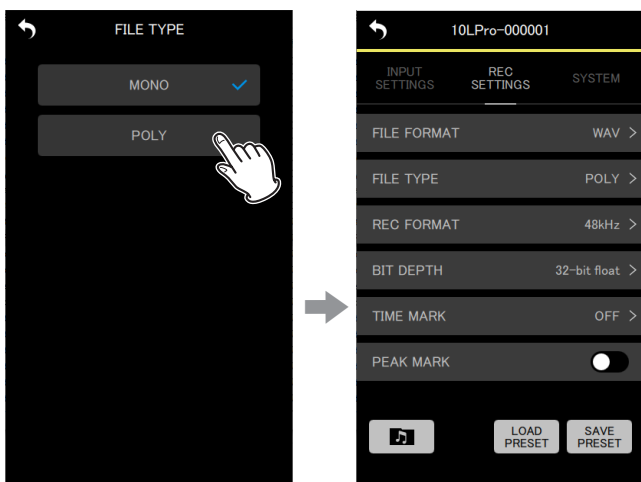 FILE TYPE
MONO
POLY
10LPro-000001
INPUT SETTINGS
REC SETTINGS
SYSTEM
FILE FORMAT WAV >
FILE TYPE POLY >
REC FORMAT 48kHz >
BIT DEPTH 32-bit float >
TIME MARK OFF >
PEAK MARK
LOAD PRESET
SAVE PRESET